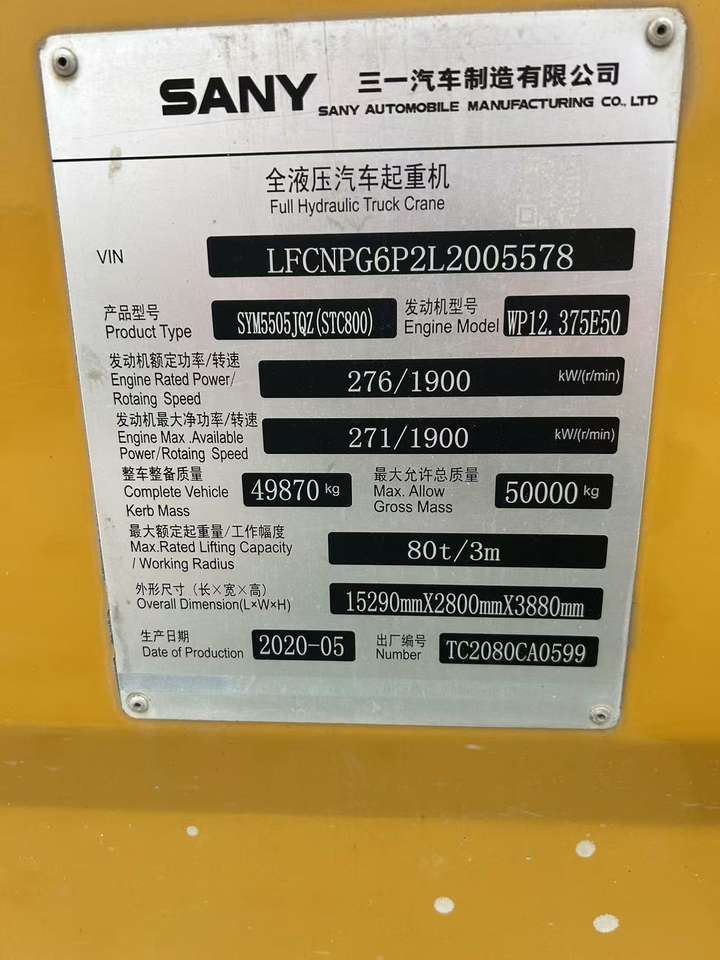 SANY 三一汽车制造有限公司
SANY AUTOMOBILE MANUFACTURING CO., LTD
全液压汽车起重机
Full Hydraulic Truck Crane
VIN LFCNPG6P2L2005578
产品型号 SYM5505JQZ(STC800) 发动机型号 WP12.375E50
Product Type Engine Model
发动机额定功率/转速
Engine Rated Power/ 276/1900 kW/(r/min)
Rotaing Speed
发动机最大净功率/转速
Engine Max .Available 271/1900 kW/(r/min)
Power/Rotaing Speed
整车整备质量 最大允许总质量
Complete Vehicle 49870 kg Max. Allow 50000 kg
Kerb Mass Gross Mass
最大额定起重量/工作幅度
Max.Rated Lifting Capacity 80t/3m
/ Working Radius
外形尺寸（长×宽×高）
Overall Dimension(L×W×H) 15290mmX2800mmX3880mm
生产日期 2020-05 出厂编号 TC2080CA0599
Date of Production Number